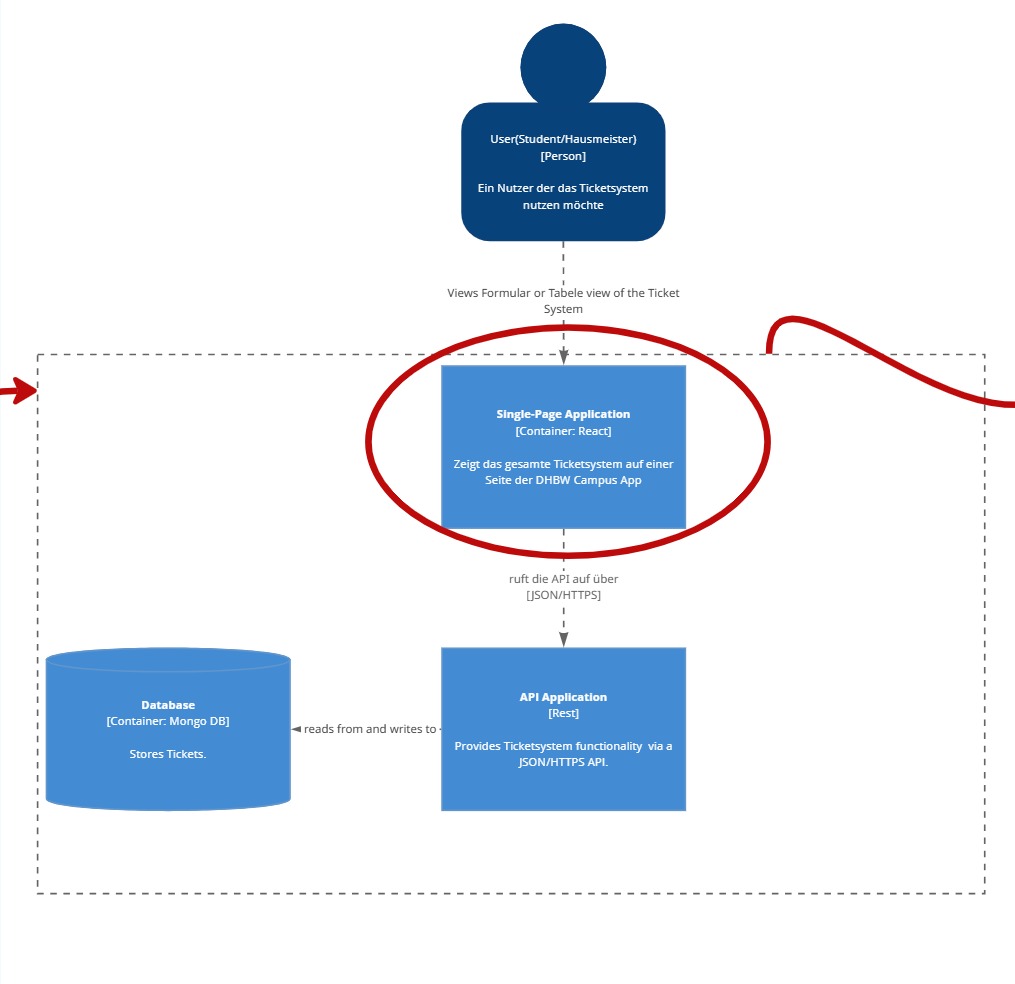 User(Student/Hausmeister)
[Person]
Ein Nutzer der das Ticketsystem
nutzen möchte
Views Formular or Tabele view of the Ticket
System
Single-Page Application
[Container: React]
Zeigt das gesamte Ticketsystem auf einer
Seite der DHBW Campus App
ruft die API auf über
[JSON/HTTPS]
Database
[Container: Mongo DB]
Stores Tickets.
reads from and writes to
API Application
[Rest]
Provides Ticketsystem functionality via a
JSON/HTTPS API.